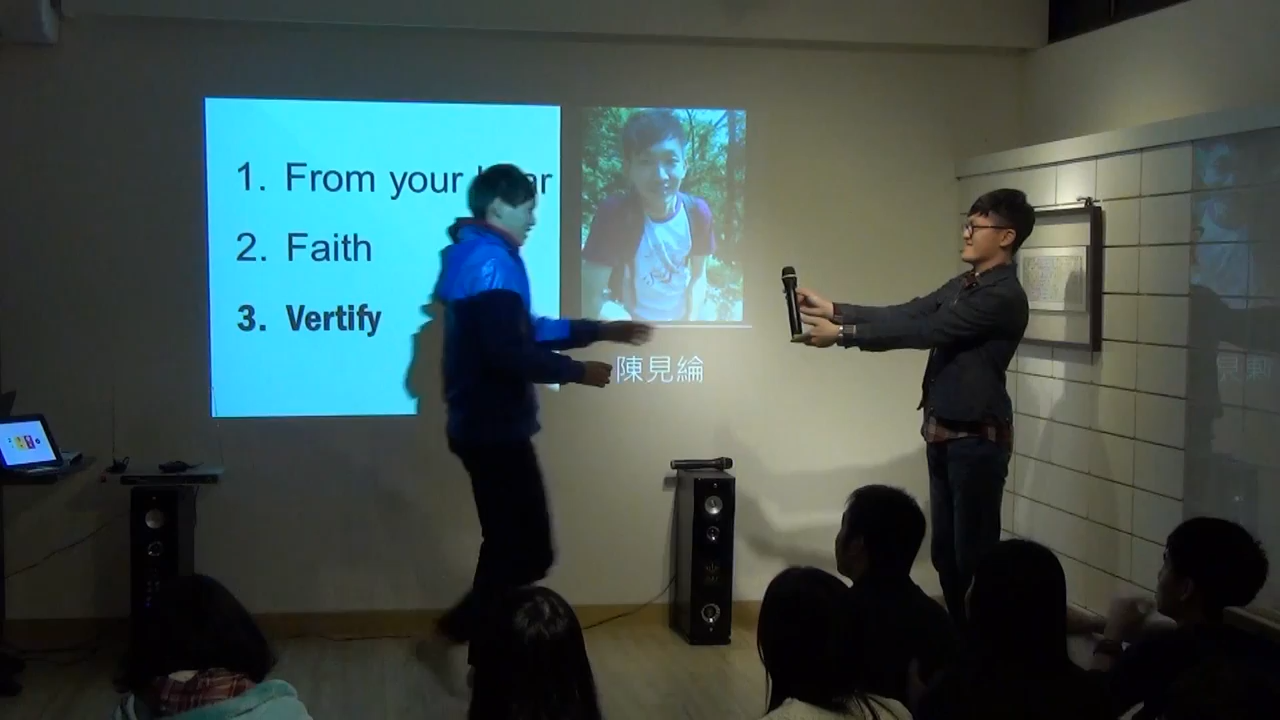 1. From your
2. Faith
3. Vertify
陳見綸